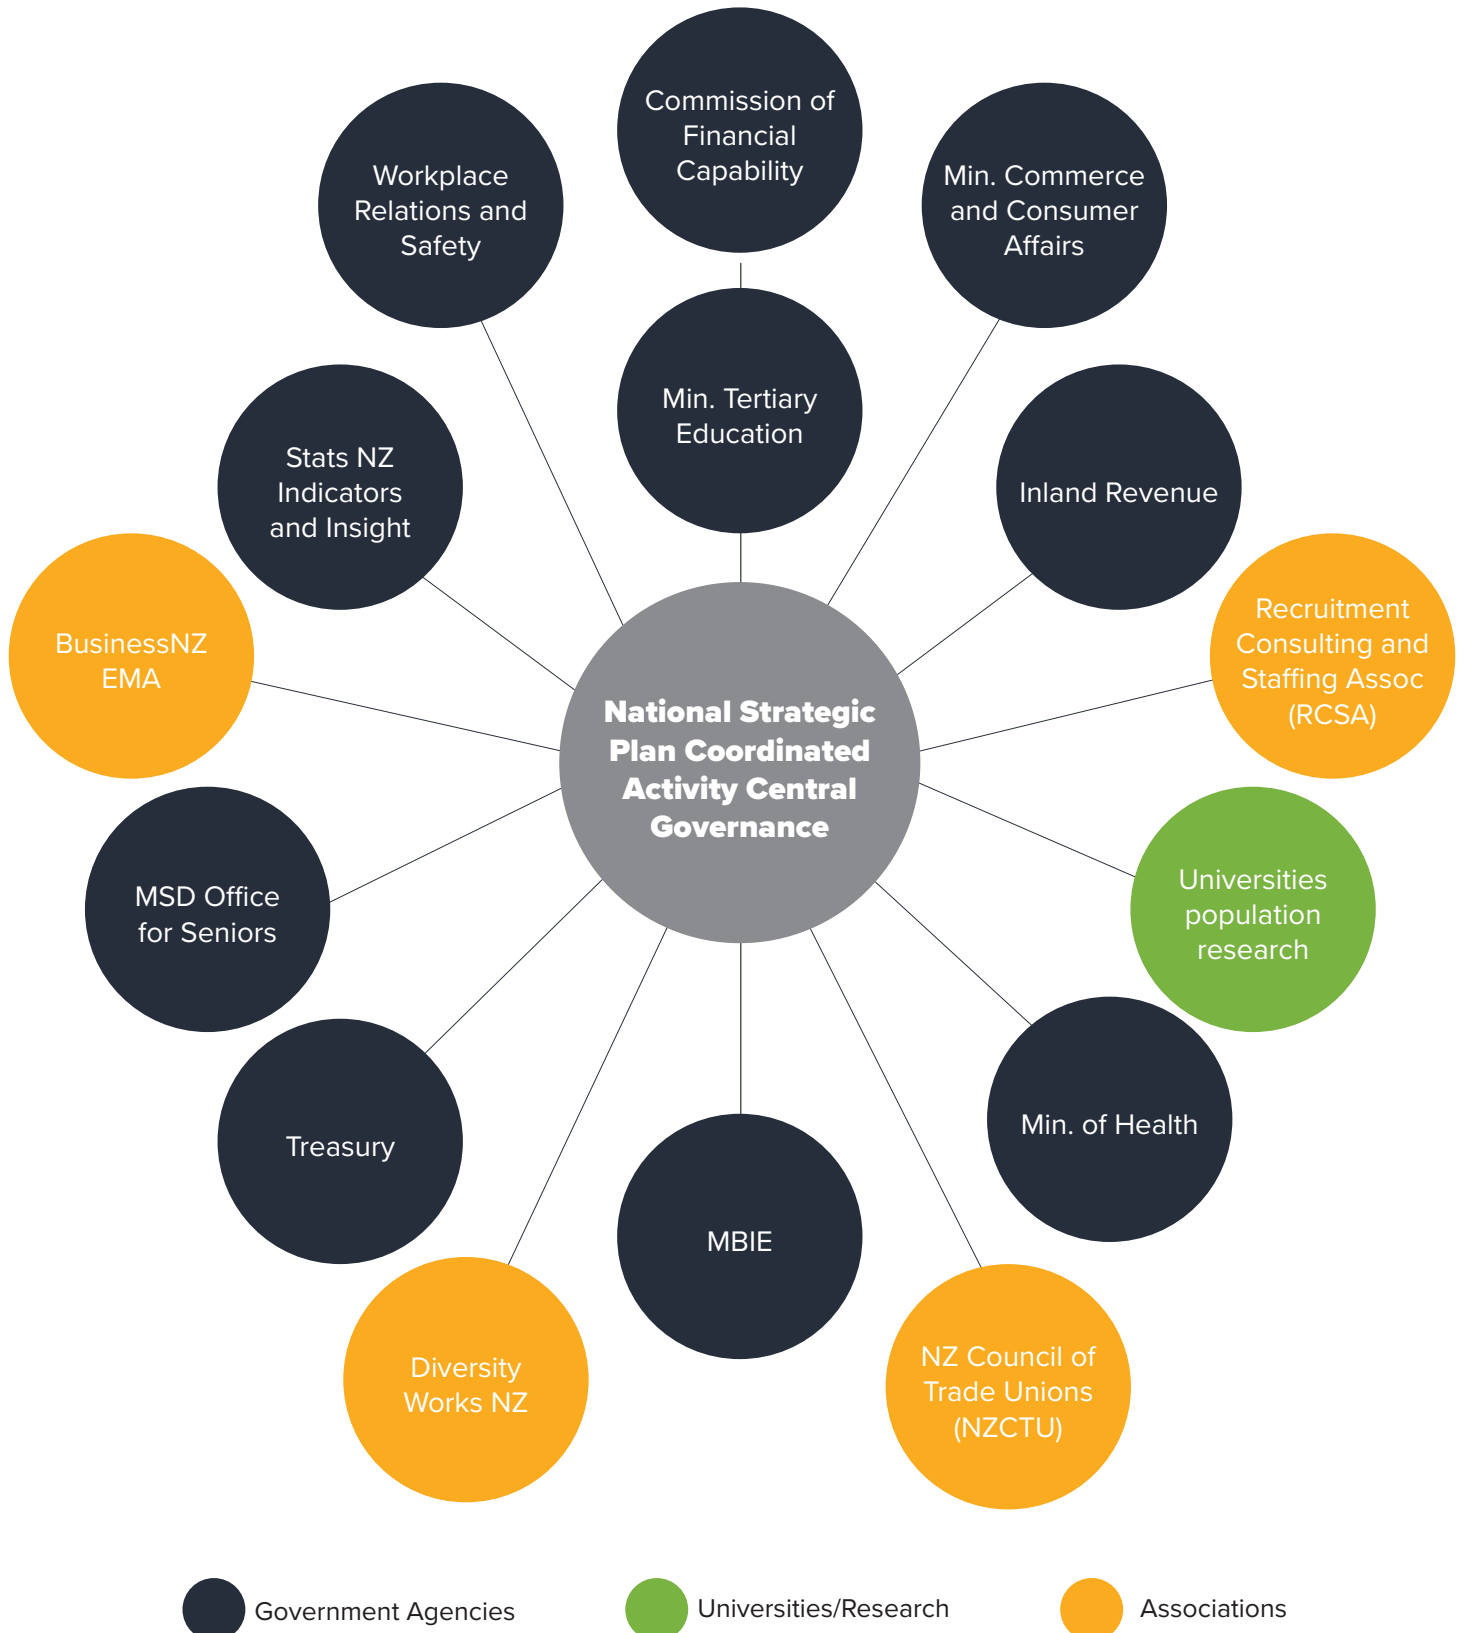 Commission of
Financial
Capability
Workplace
Relations and
Safety
Min. Commerce
and Consumer
Affairs
Min. Tertiary
Education
Stats NZ
Indicators
and Insight
Inland Revenue
BusinessNZ
EMA
Recruitment
Consulting and
Staffing Assoc
(RCSA)
National Strategic
Plan Coordinated
Activity Central
Governance
MSD Office
for Seniors
Universities
population
research
Treasury
Min. of Health
MBIE
Diversity
Works NZ
NZ Council of
Trade Unions
(NZCTU)
Government Agencies
Universities/Research
Associations